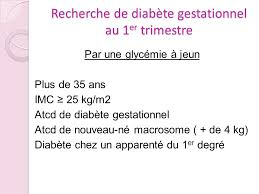 Recherche de diabète gestationnel
au 1er trimestre
Par une glycémie à jeun
Plus de 35 ans
IMC ≥ 25 kg/m2
Atcd de diabète gestationnel
Atcd de nouveau-né macrosome ( + de 4 kg)
Diabète chez un apparenté du 1er degré